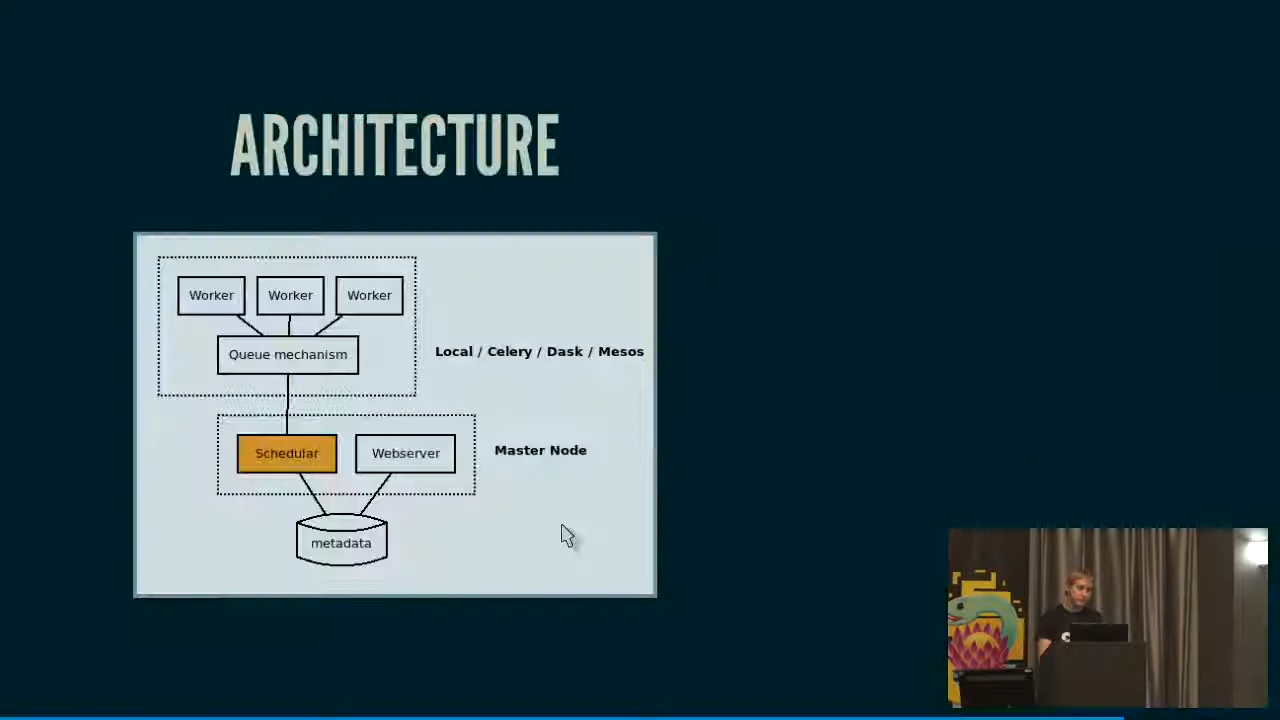 ARCHITECTURE
Worker Worker Worker
Queue mechanism
Local / Celery / Dask / Mesos
Schedular Webserver
Master Node
metadata